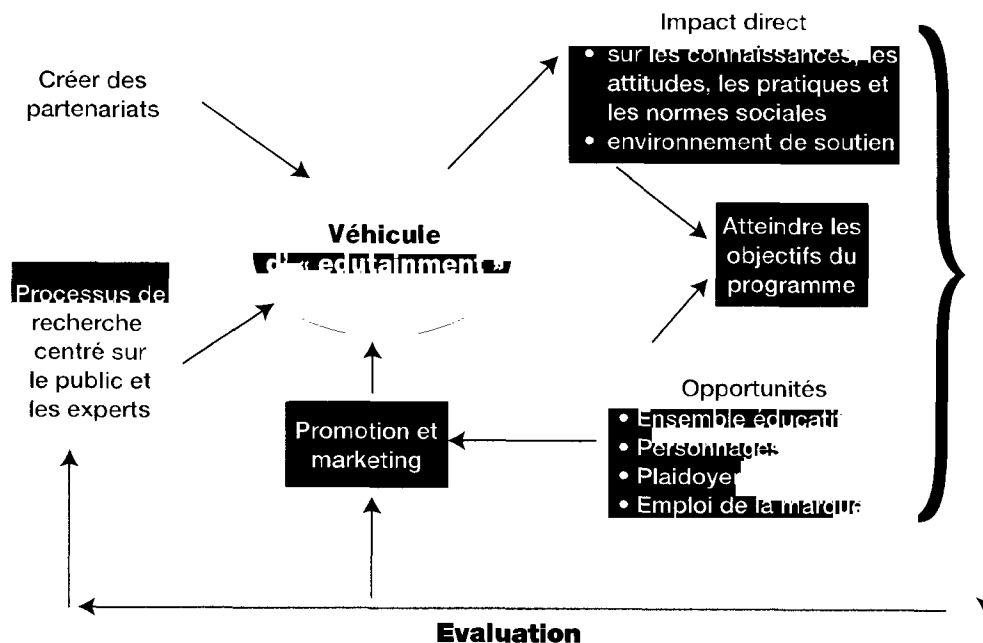 Impact direct
• sur les connaissances, les
attitudes, les pratiques et
les normes sociales
• environnement de soutien
Créer des
partenariats
Véhicule
d' « edutainment »
Atteindre les
objectifs du
programme
Processus de
recherche
centré sur
le public et
les experts
Promotion et
marketing
Opportunités
• Ensemble éducatif
• Personnages
• Plaidoyer
• Emploi de la marque
Evaluation